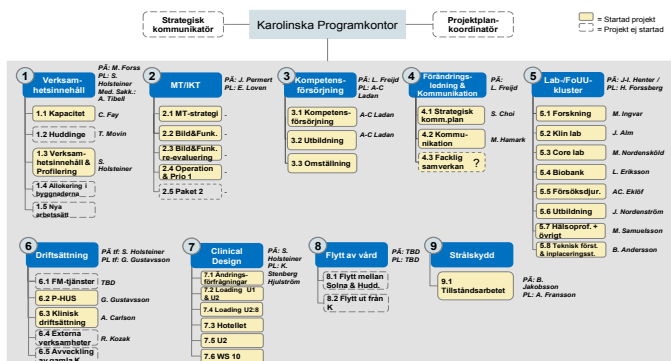 Strategisk
kommunikatör
Karolinska Programkontor
Projektplan-
koordinatör
= Startad projekt
= Projekt ej startad
1
Verksam-
hetsinnehåll
PÄ: M. Forss
PL: S.
Holsteiner
Med. Sakk.:
A. Tibell
1.1 Kapacitet
C. Fay
1.2 Huddinge
T. Movin
1.3 Verksam-
hetsinnehåll &
Profilering
S.
Holsteiner
1.4 Allokering i
byggnaderna
1.5 Nya
arbetssätt
2
MT/IKT
PÄ: J. Permert
PL: E. Loven
2.1 MT-strategi
-
2.2 Bild&Funk.
-
2.3 Bild&Funk.
re-evaluering
-
2.4 Operation
& Prio 1
-
2.5 Paket 2
-
3
Kompetens-
försörjning
PÄ: L. Freijd
PL: A-C
Ladan
3.1 Kompetens-
försörjning
A-C Ladan
3.2 Utbildning
A-C Ladan
3.3 Omställning
4
Förändrings-
ledning &
Kommunikation
PÄ:
L. Freijd
4.1 Strategisk
komm.plan
S. Choi
4.2 Kommu-
nikation
M. Hamark
4.3 Facklig
samverkan
?
5
Lab-/FoUU-
kluster
PÄ: J-I. Henter /
PL: H. Forssberg
5.1 Forskning
M. Ingvar
5.2 Klin lab
J. Alm
5.3 Core lab
M. Nordensköld
5.4 Biobank
L. Eriksson
5.5 Försöksdjur.
AC. Eklöf
5.6 Utbildning
J. Nordenström
5.7 Hälsoprof. +
övrigt
M. Samuelsson
5.8 Teknisk först.
& inplaceringsst.
B. Andersson
6
Driftsättning
PÄ tf: S. Holsteiner
PL tf: G. Gustavsson
6.1 FM-tjänster
TBD
6.2 P-HUS
G. Gustavsson
6.3 Klinisk
driftsättning
A. Carlson
6.4 Externa
verksamheter
R. Kozak
6.5 Avveckling
av gamla K
7
Clinical
Design
PÄ: S.
Holsteiner
PL: K.
Stenberg
Hjulström
7.1 Ändrings-
förfrågningar
7.2 Loading U1
& U2
7.4 Loading U2:8
7.3 Hotellet
7.5 U2
7.6 WS 10
8
Flytt av vård
PÄ: TBD
PL: TBD
8.1 Flytt mellan
Solna & Hudd.
8.2 Flytt ut från
K
9
Strålskydd
PÄ: B.
Jakobsson
PL: A. Fransson
9.1
Tillståndsarbetet